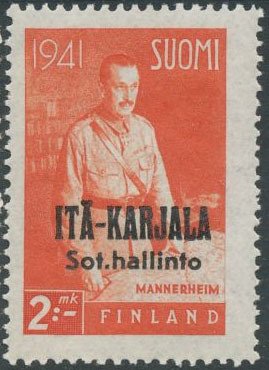 1941 SUOMI
ITÄ-KARJALA
Sot.hallinto
MANNERHEIM
2:- mk FINLAND